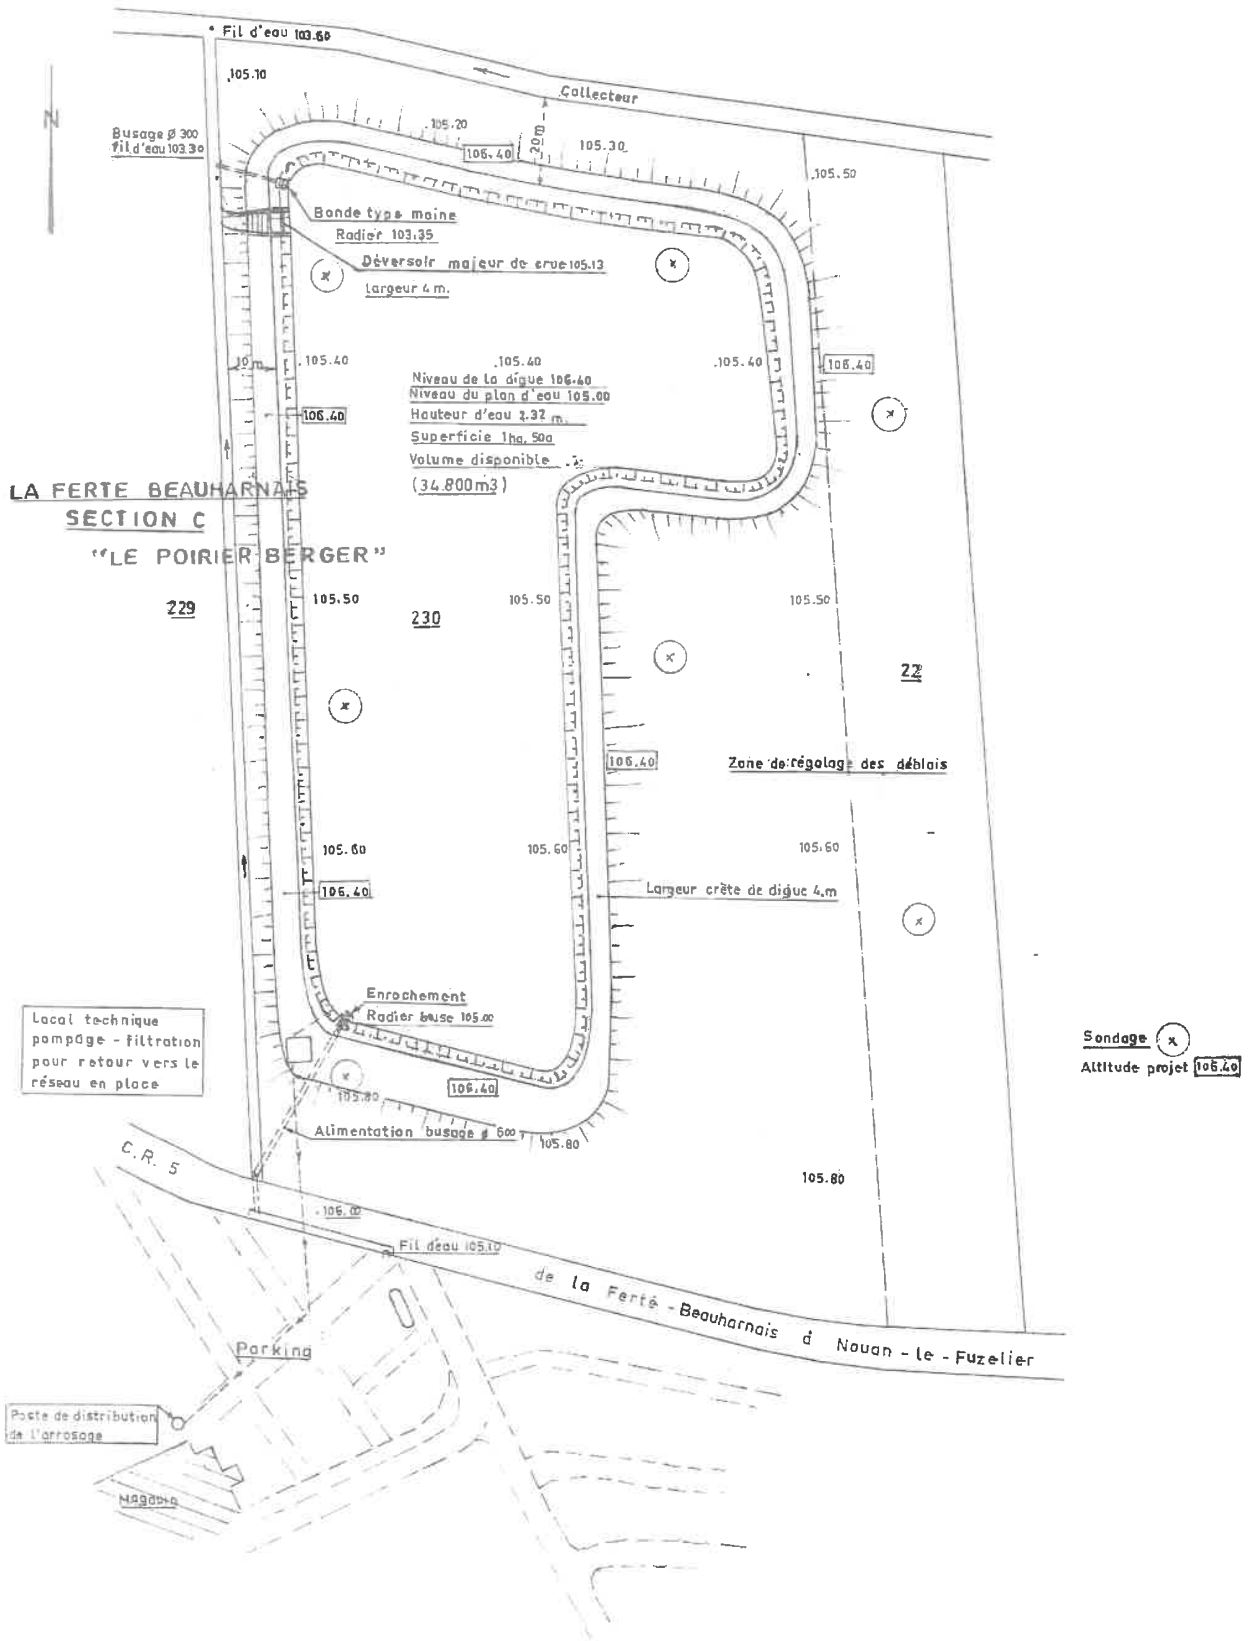 Fil d'eau 103.60
.105.10
Collecteur
N
Busage Ø 300
fil d'eau 103.30
.105.20
106.40
20m
105.30
.105.50
Bonde type moine
Radier 103.35
Déversoir majeur de crue 105.13
largeur 4 m.
x
x
10 m
.105.40
.105.40
.105.40
106.40
Niveau de la digue 106.40
Niveau du plan d'eau 105.00
106.40
Hauteur d'eau 2.32 m.
Superficie 1ha, 50a
Volume disponible
(34.800m3)
x
LA FERTE BEAUHARNAIS
SECTION C
"LE POIRIER BERGER"
229
105.50
230
105.50
105.50
x
22
x
106.40
Zone de régalage des déblais
105.60
105.60
105.60
106.40
Largeur crête de digue 4.m
x
Enrochement
Radier buse 105.00
Local technique
pompage - filtration
pour retour vers le
réseau en place
Sondage x
Altitude projet 106.40
x
105.80
106.40
Alimentation busage ø 600
105.80
105.80
C.R. 5
.106.00
Fil d'eau 105.10
de la Ferté - Beauharnais à Nouan - le - Fuzelier
Parking
Poste de distribution
de l'arrosage
Magasin